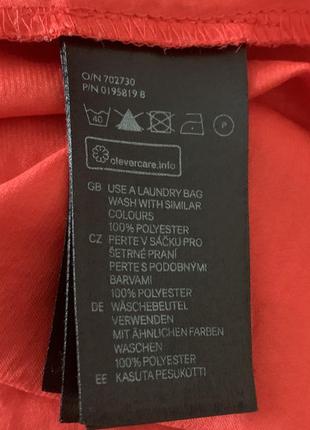 O/N 702730
P/N 0195819 8
40
P
clevercare.info
GB USE A LAUNDRY BAG
WASH WITH SIMILAR
COLOURS
100% POLYESTER
CZ PERTE V SÁČKU PRO
ŠETRNÉ PRANÍ
PERTE S PODOBNÝMI
BARVAMI
100% POLYESTER
DE WÄSCHEBEUTEL
VERWENDEN
MIT ÄHNLICHEN FARBEN
WASCHEN
100% POLYESTER
EE KASUTA PESUKOTTI